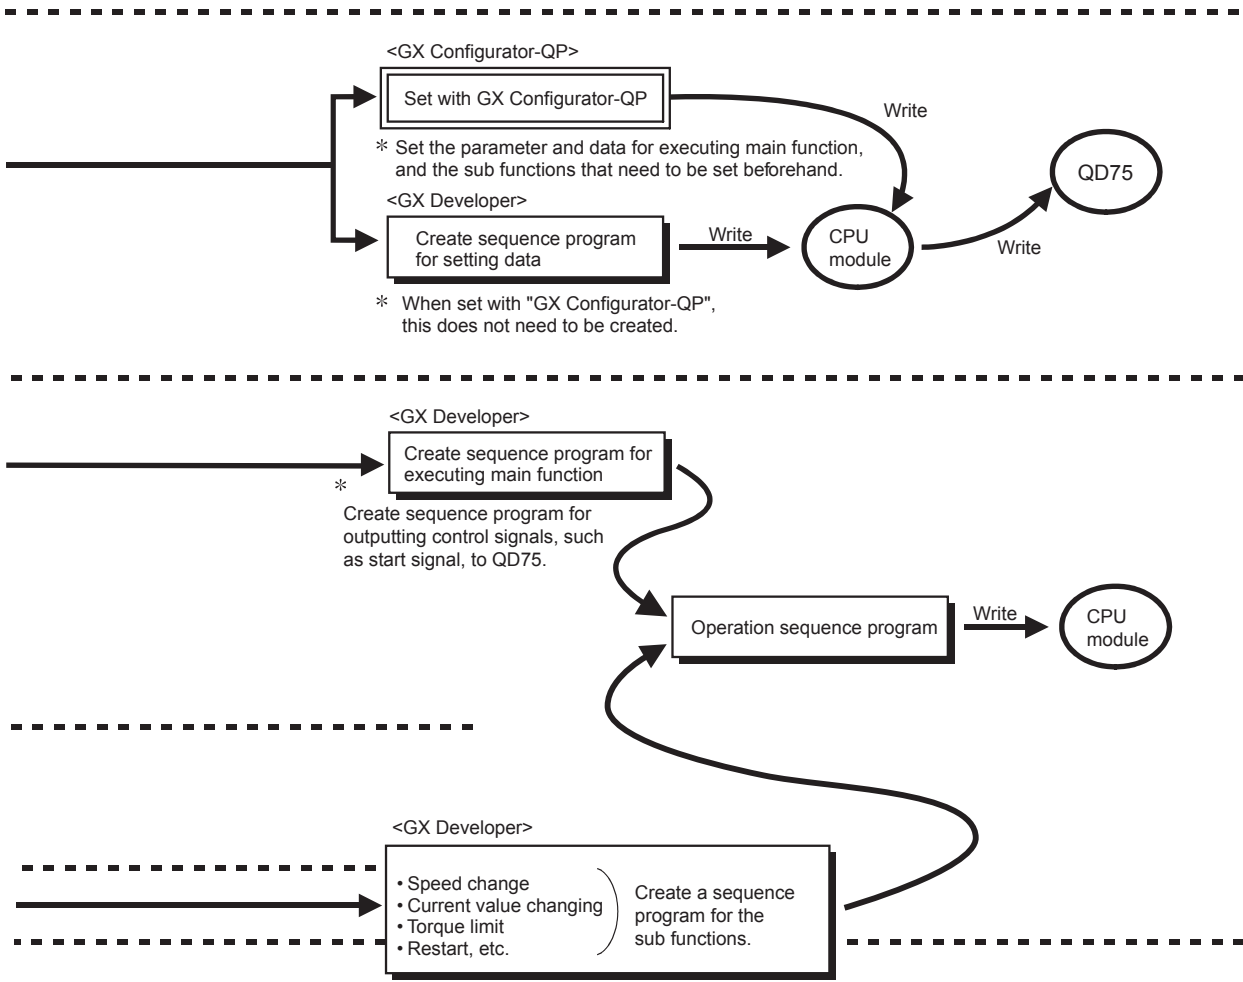 <GX Configurator-QP>
Set with GX Configurator-QP
Write
* Set the parameter and data for executing main function,
and the sub functions that need to be set beforehand.
QD75
<GX Developer>
Create sequence program
for setting data
Write
CPU
module
Write
* When set with "GX Configurator-QP",
this does not need to be created.
<GX Developer>
Create sequence program for
executing main function
*
Create sequence program for
outputting control signals, such
as start signal, to QD75.
Operation sequence program
Write
CPU
module
<GX Developer>
• Speed change
• Current value changing
• Torque limit
• Restart, etc.
Create a sequence
program for the
sub functions.